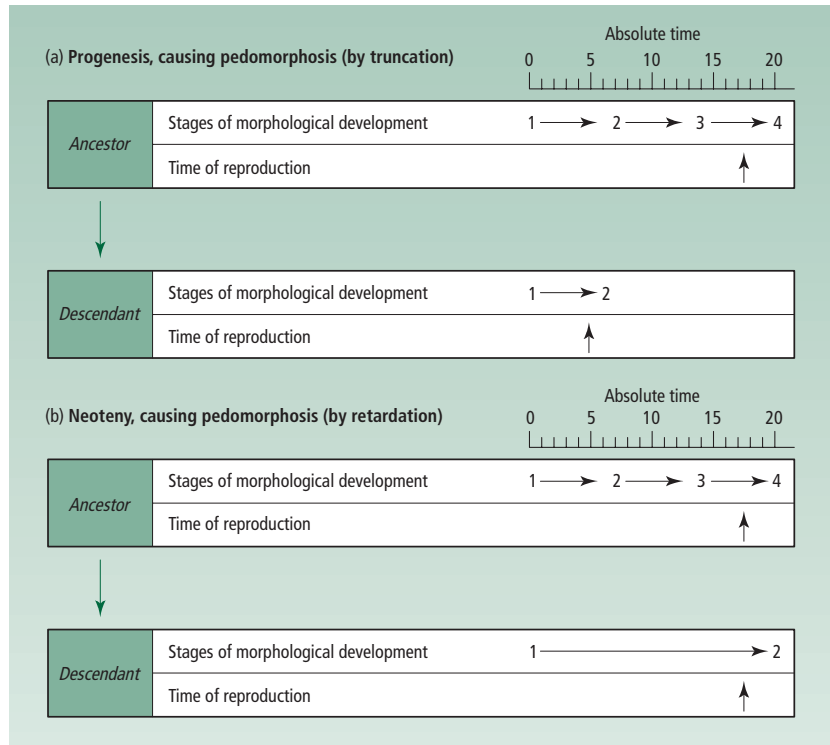 Absolute time
(a) Progenesis, causing pedomorphosis (by truncation)
0 5 10 15 20
Ancestor
Stages of morphological development
1 2 3 4
Time of reproduction
Descendant
Stages of morphological development
1 2
Time of reproduction
Absolute time
(b) Neoteny, causing pedomorphosis (by retardation)
0 5 10 15 20
Ancestor
Stages of morphological development
1 2 3 4
Time of reproduction
Descendant
Stages of morphological development
1 2
Time of reproduction